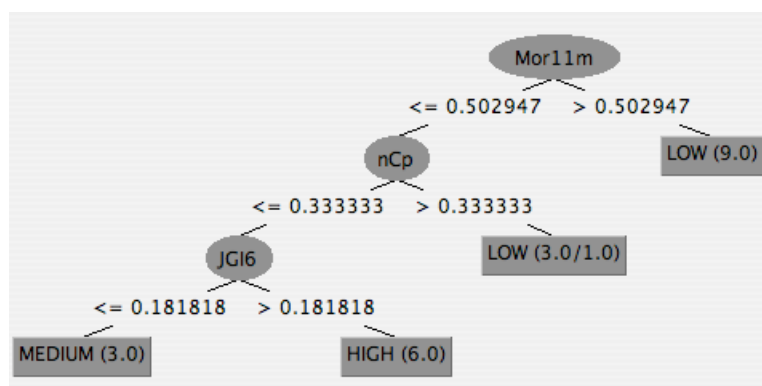 Mor11m
<= 0.502947 > 0.502947
nCp
LOW (9.0)
<= 0.333333 > 0.333333
JGI6
LOW (3.0/1.0)
<= 0.181818 > 0.181818
MEDIUM (3.0)
HIGH (6.0)